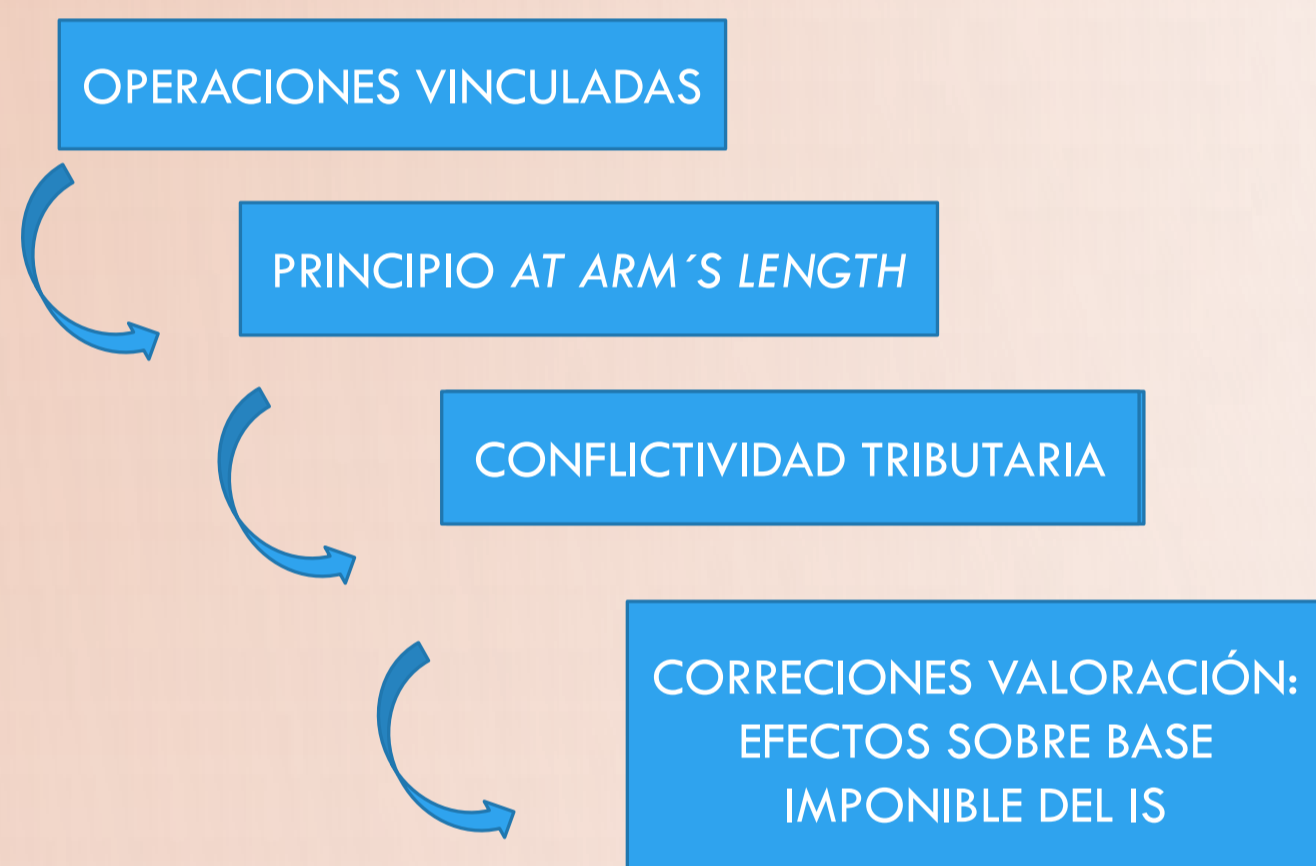 OPERACIONES VINCULADAS
PRINCIPIO AT ARM´S LENGTH
CONFLICTIVIDAD TRIBUTARIA
CORRECIONES VALORACIÓN:
EFECTOS SOBRE BASE
IMPONIBLE DEL IS